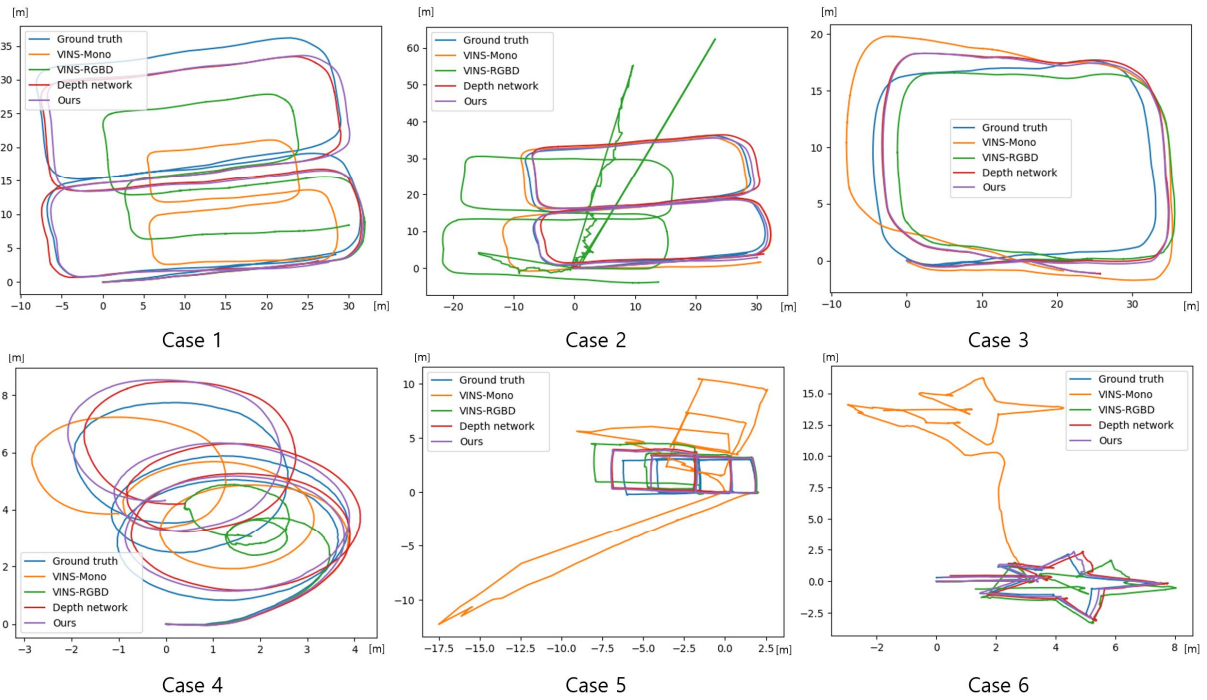 [m]
35
30
25
20
15
10
5
0
Ground truth
VINS-Mono
VINS-RGBD
Depth network
Ours
-10 -5 0 5 10 15 20 25 30 [m]
Case 1
[m]
60
50
40
30
20
10
0
Ground truth
VINS-Mono
VINS-RGBD
Depth network
Ours
-20 -10 0 10 20 30 [m]
Case 2
[m]
20
15
10
5
0
Ground truth
VINS-Mono
VINS-RGBD
Depth network
Ours
-10 0 10 20 30 [m]
Case 3
[m]
8
6
4
2
0
Ground truth
VINS-Mono
VINS-RGBD
Depth network
Ours
-3 -2 -1 0 1 2 3 4 [m]
Case 4
[m]
10
5
0
-5
-10
Ground truth
VINS-Mono
VINS-RGBD
Depth network
Ours
-17.5 -15.0 -12.5 -10.0 -7.5 -5.0 -2.5 0.0 2.5 [m]
Case 5
[m]
15.0
12.5
10.0
7.5
5.0
2.5
0.0
-2.5
Ground truth
VINS-Mono
VINS-RGBD
Depth network
Ours
-2 0 2 4 6 8 [m]
Case 6